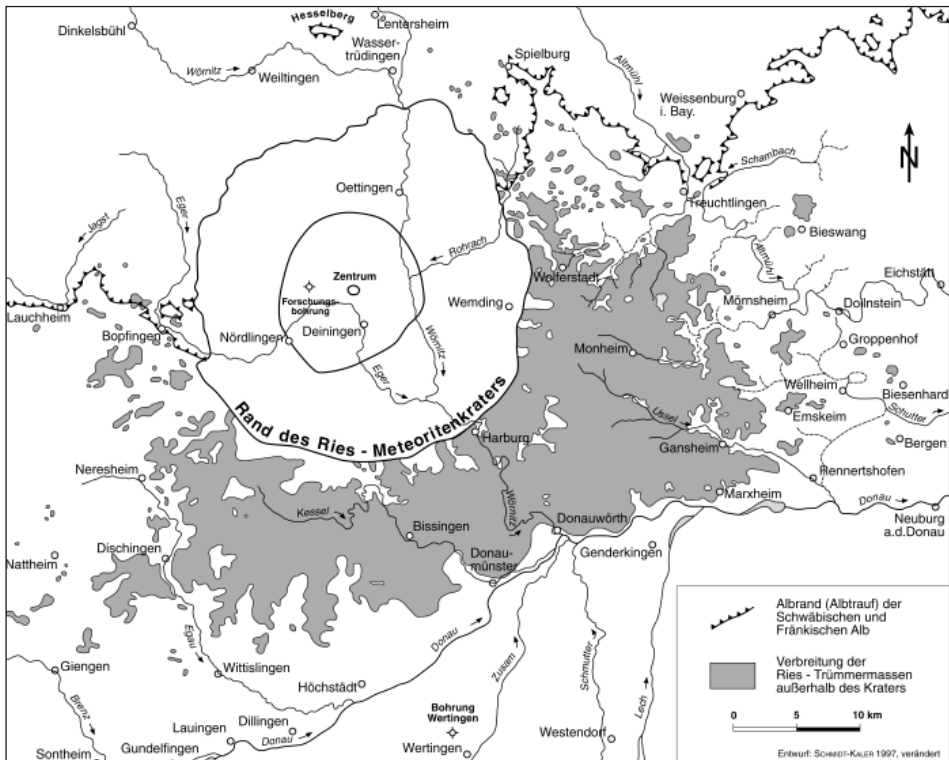 Hesselberg
Lentersheim
Dinkelsbühl
Wasser-
trüdingen
Wörnitz
Weiltingen
Spielburg
Altmühl
Weissenburg
i. Bay.
Schambach
N
Oettingen
Treuchtlingen
Eger
Jagst
Rohrach
Bieswang
Altmühl
Zentrum
Wolferstadt
Eichstätt
Forschungs-
bohrung
Wemding
Mörnsheim
Dollnstein
Lauchheim
Bopfingen
Nördlingen
Deiningen
Wörnitz
Groppenhof
Monheim
Eger
Wellheim
Biesenhard
Schutter
Rand des Ries - Meteoritenkraters
Ussel
Emskeim
Harburg
Gansheim
Bergen
Neresheim
Rennertshofen
Marxheim
Kessel
Wörnitz
Donau
Bissingen
Donauwörth
Neuburg
a.d.Donau
Nattheim
Dischingen
Donau-
münster
Genderkingen
Egau
Donau
Zusam
Schmutter
Lech
Giengen
Wittislingen
Höchstädt
Brenz
Bohrung
Wertingen
Lauingen
Dillingen
Donau
Sontheim
Gundelfingen
Wertingen
Westendorf
Albrand (Albtrauf) der
Schwäbischen und
Fränkischen Alb
Verbreitung der
Ries - Trümmermassen
außerhalb des Kraters
0 5 10 km
Entwurf: SCHMIDT-KALER 1997, verändert